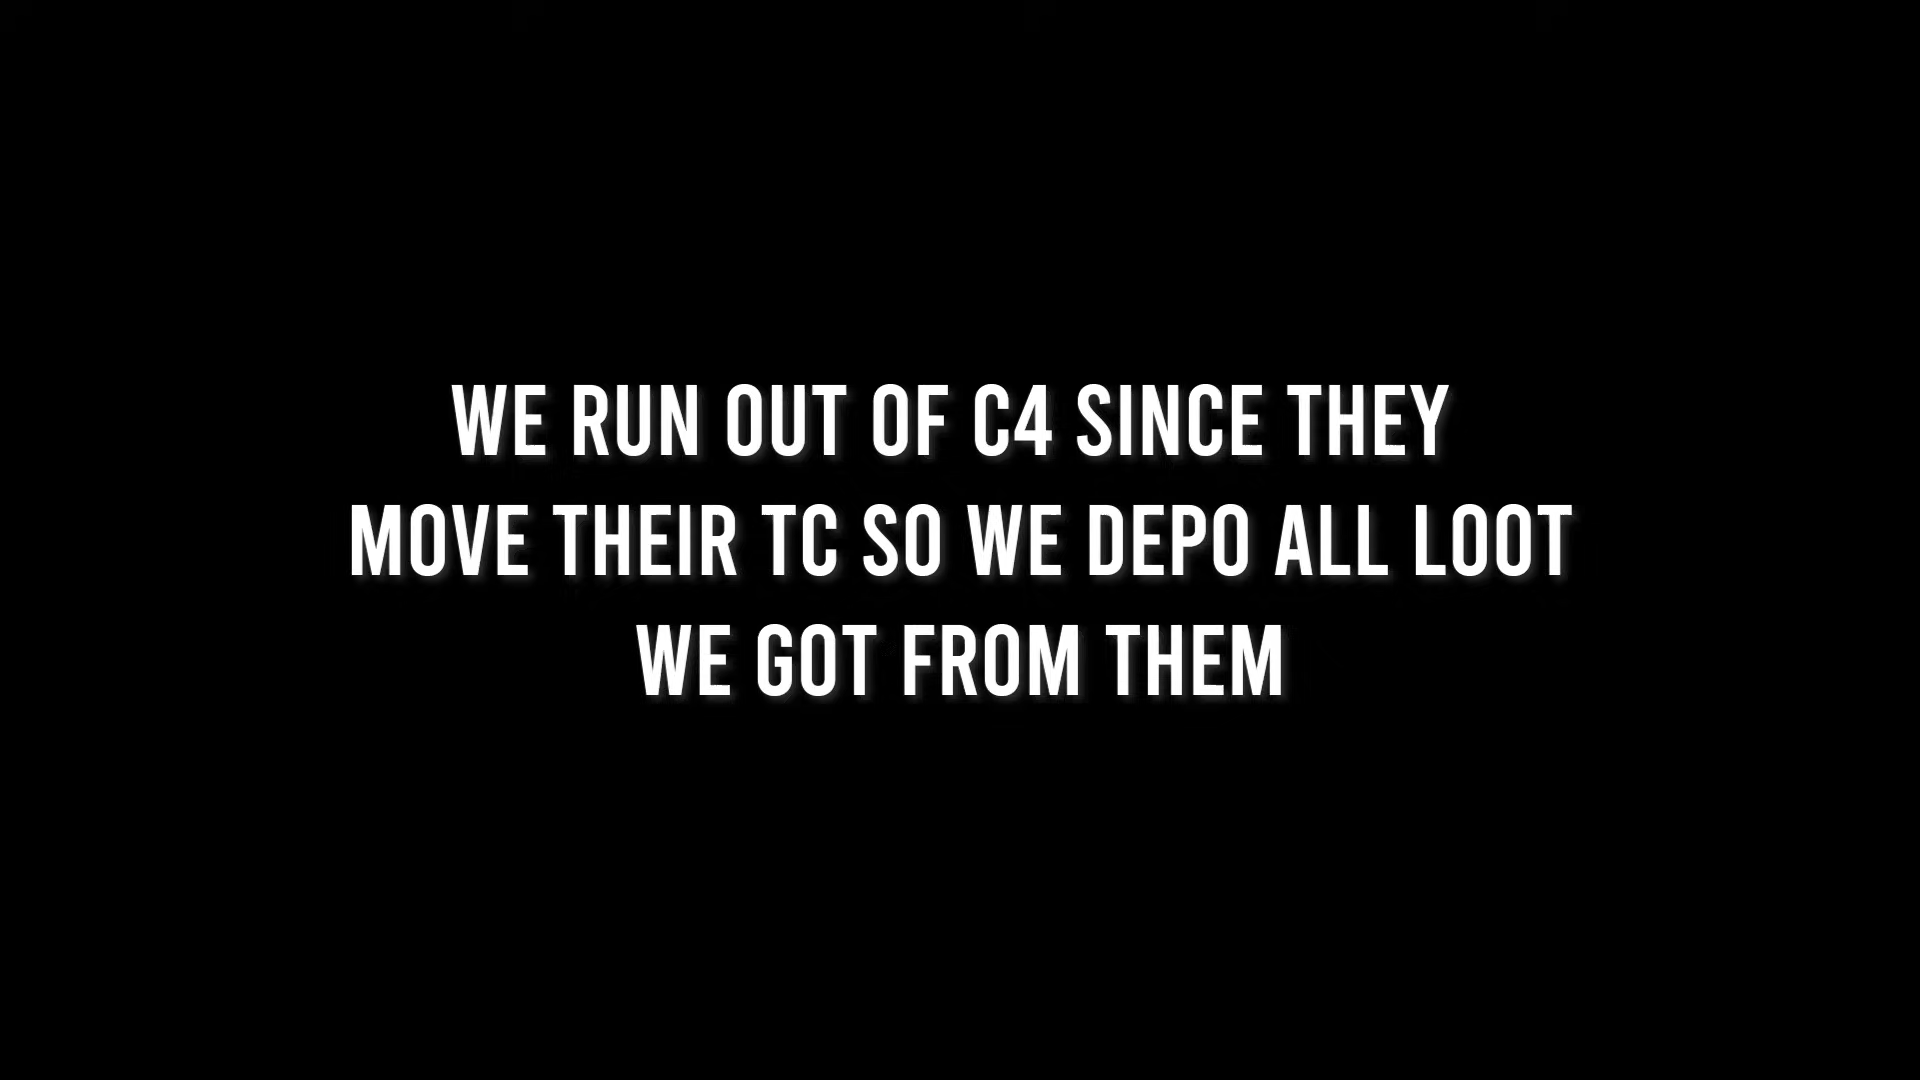 WE RUN OUT OF C4 SINCE THEY
MOVE THEIR TC SO WE DEPO ALL LOOT
WE GOT FROM THEM